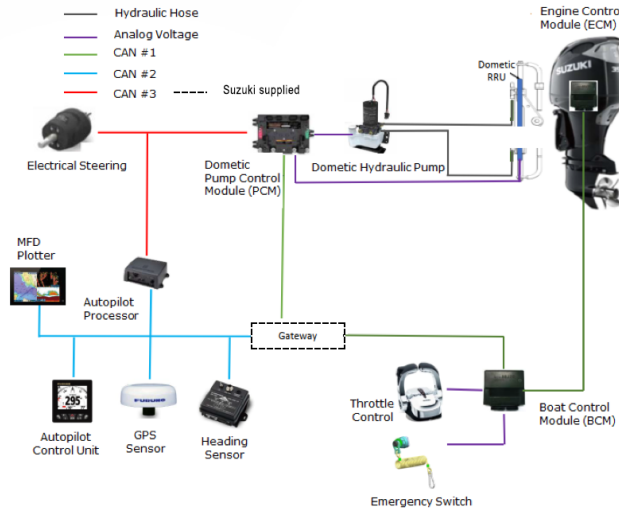 Hydraulic Hose
Analog Voltage
CAN #1
CAN #2
CAN #3
Suzuki supplied
Engine Control
Module (ECM)
Dometic
RRU
SUZUKI
Electrical Steering
Dometic
Pump Control
Module (PCM)
Dometic Hydraulic Pump
MFD
Plotter
Autopilot
Processor
Gateway
295
FURUNO
Autopilot
Control Unit
GPS
Sensor
Heading
Sensor
Throttle
Control
Boat Control
Module (BCM)
Emergency Switch